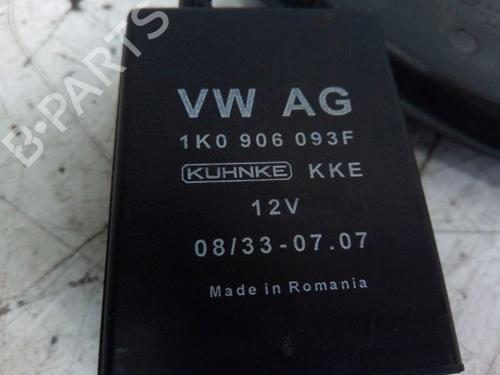 VW AG
1K0 906 093F
KUHNKE KKE
12V
08/33-07.07
Made in Romania
B-PARTS